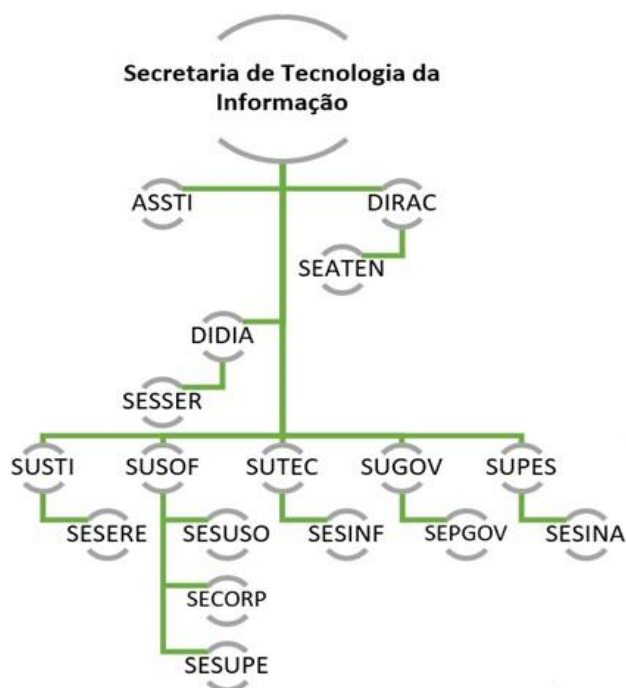 Secretaria de Tecnologia da
Informação
ASSTI
DIRAC
SEATEN
DIDIA
SESSER
SUSTI
SUSOF
SUTEC
SUGOV
SUPES
SESERE
SESUSO
SESINF
SEPGOV
SESINA
SECORP
SESUPE